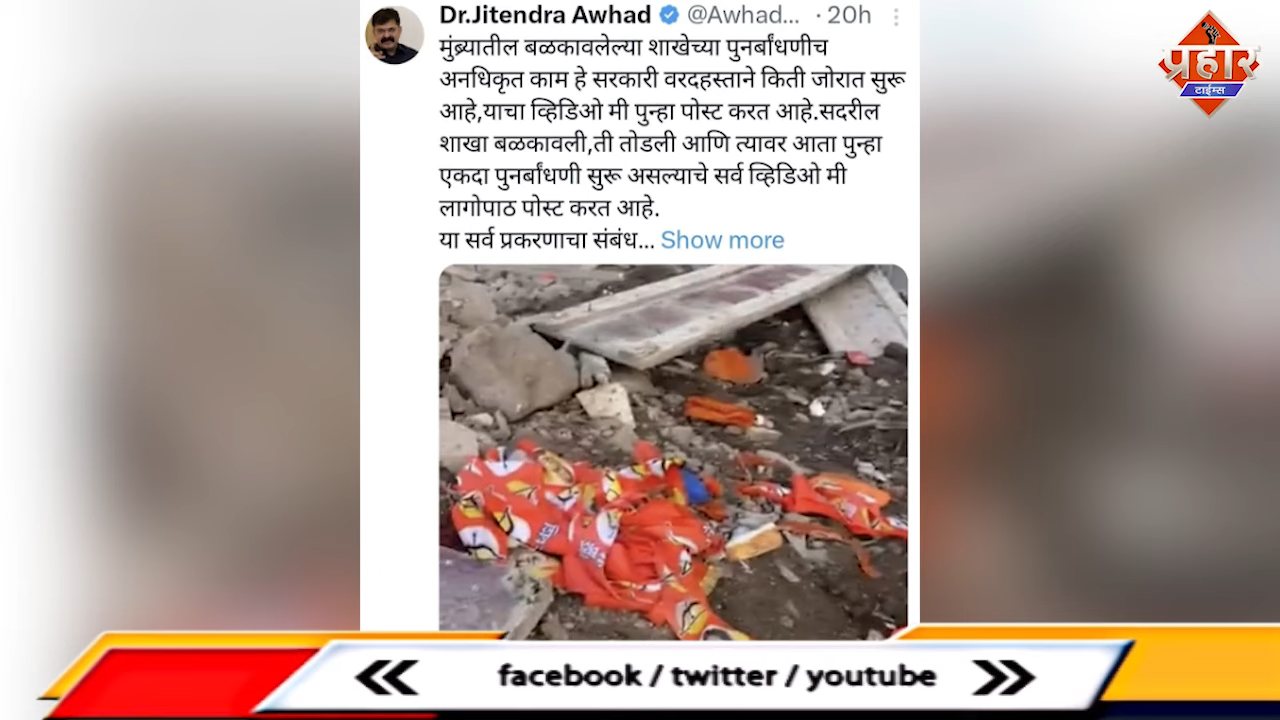 Dr.Jitendra Awhad @Awhad... · 20h
मुंब्र्यातील बळकावलेल्या शाखेच्या पुनर्बांधणीच
अनधिकृत काम हे सरकारी वरदहस्ताने किती जोरात सुरू
आहे,याचा व्हिडिओ मी पुन्हा पोस्ट करत आहे.सदरील
शाखा बळकावली,ती तोडली आणि त्यावर आता पुन्हा
एकदा पुनर्बांधणी सुरू असल्याचे सर्व व्हिडिओ मी
लागोपाठ पोस्ट करत आहे.
या सर्व प्रकरणाचा संबंध... Show more
प्रहार
टाईम्स
facebook / twitter / youtube